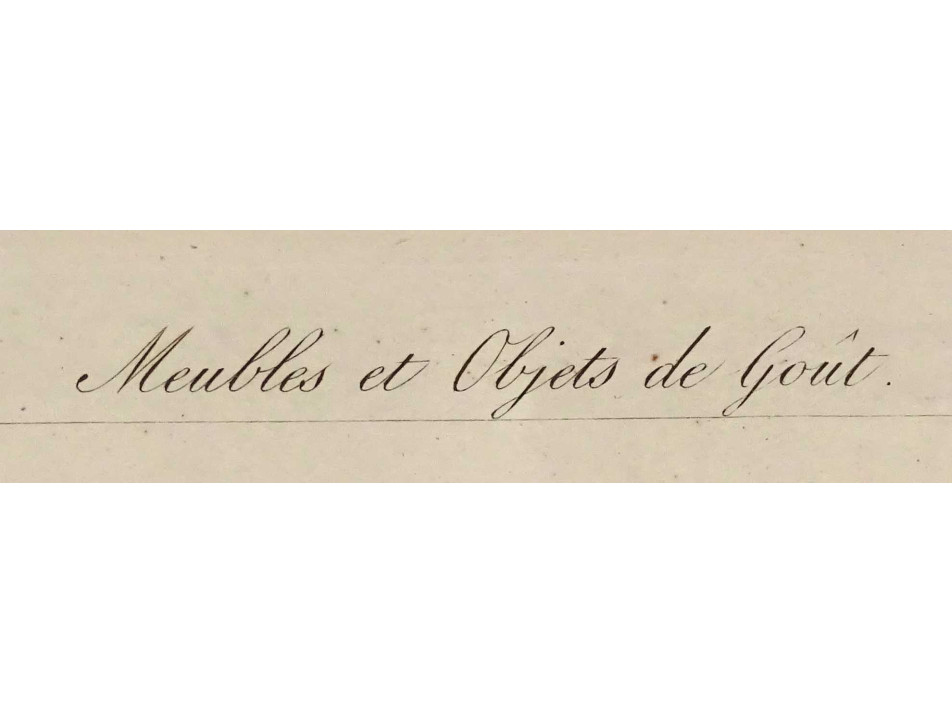 Meubles et Objets de Goût.